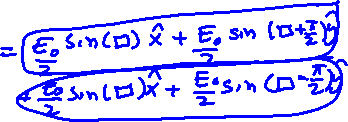 = E₀/2 sin(□) x̂ + E₀/2 sin(□+π/2)ŷ
+ E₀/2 sin(□)x̂ + E₀/2 sin(□-π/2)ŷ